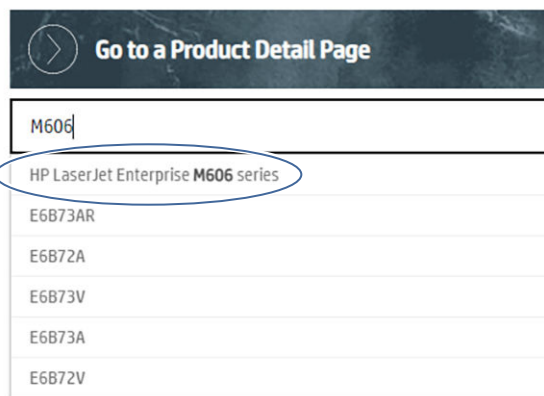 Go to a Product Detail Page
M606
HP LaserJet Enterprise M606 series
E6B73AR
E6B72A
E6B73V
E6B73A
E6B72V